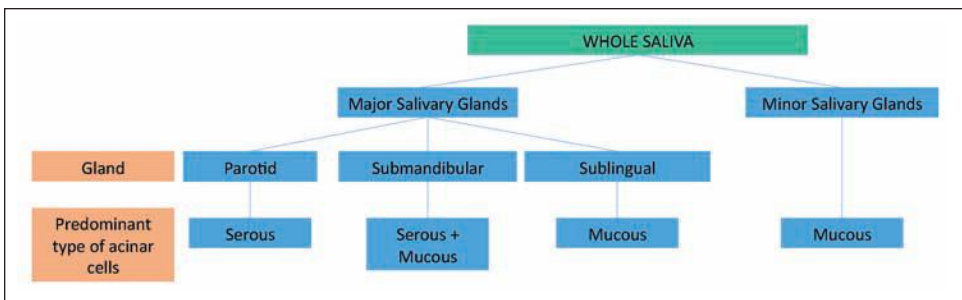 WHOLE SALIVA
Major Salivary Glands
Minor Salivary Glands
Gland
Parotid
Submandibular
Sublingual
Predominant
type of acinar
cells
Serous
Serous +
Mucous
Mucous
Mucous